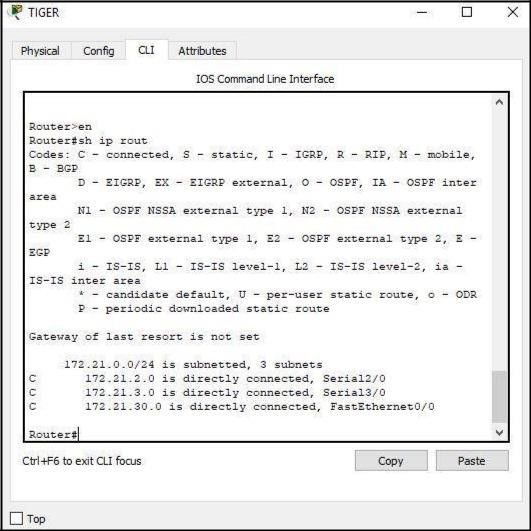 TIGER
Physical Config CLI Attributes
IOS Command Line Interface
Router>en
Router#sh ip rout
Codes: C - connected, S - static, I - IGRP, R - RIP, M - mobile,
B - BGP
D - EIGRP, EX - EIGRP external, O - OSPF, IA - OSPF inter
area
N1 - OSPF NSSA external type 1, N2 - OSPF NSSA external
type 2
E1 - OSPF external type 1, E2 - OSPF external type 2, E -
EGP
i - IS-IS, L1 - IS-IS level-1, L2 - IS-IS level-2, ia -
IS-IS inter area
* - candidate default, U - per-user static route, o - ODR
P - periodic downloaded static route
Gateway of last resort is not set
172.21.0.0/24 is subnetted, 3 subnets
C 172.21.2.0 is directly connected, Serial2/0
C 172.21.3.0 is directly connected, Serial3/0
C 172.21.30.0 is directly connected, FastEthernet0/0
Router#
Ctrl+F6 to exit CLI focus Copy Paste
Top